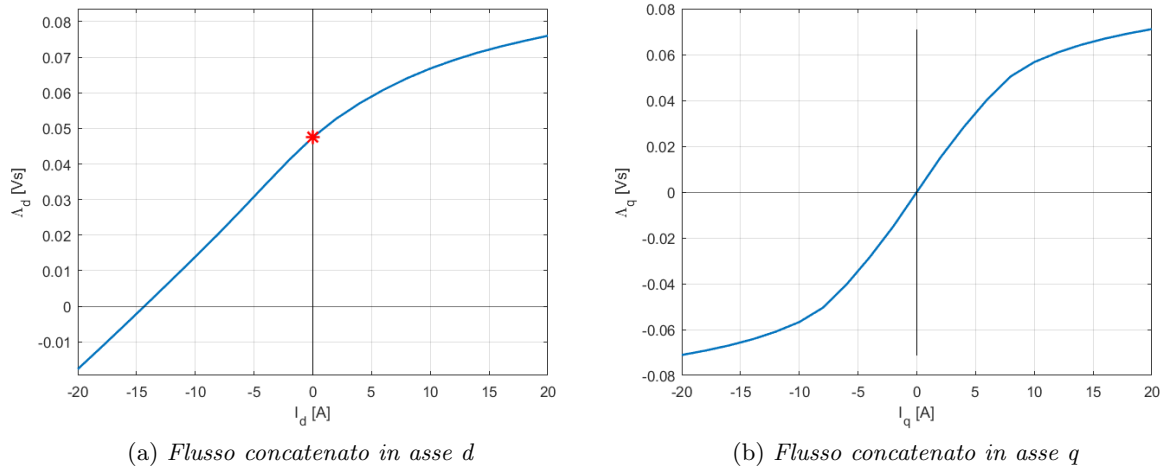 0.08
0.07
0.06
0.05
0.04
0.03
0.02
0.01
0
-0.01
Λd [Vs]
-20 -15 -10 -5 0 5 10 15 20
I_d [A]
(a) Flusso concatenato in asse d
0.08
0.06
0.04
0.02
0
-0.02
-0.04
-0.06
-0.08
Λq [Vs]
-20 -15 -10 -5 0 5 10 15 20
I_q [A]
(b) Flusso concatenato in asse q